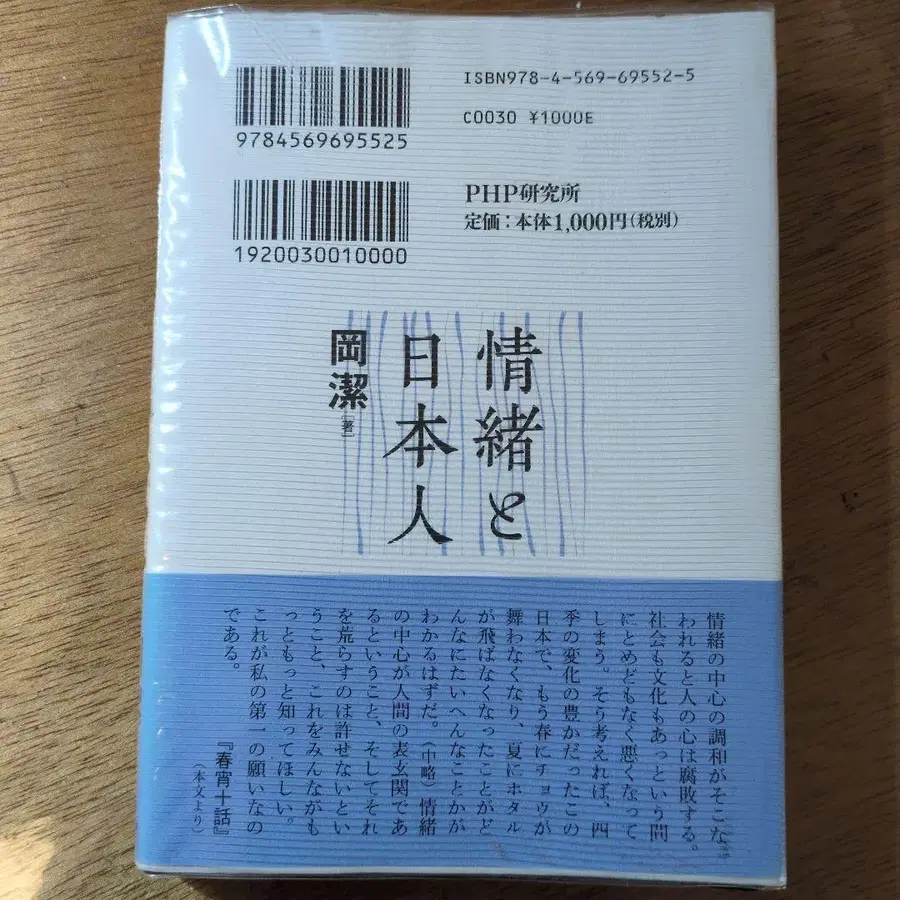 9784569695525
ISBN978-4-569-69552-5
C0030 ¥1000E
1920030010000
PHP研究所
定価：本体1,000円(税別)
情緒と
日本人
岡潔[著]
情緒の中心の調和がそこな
われると人の心は腐敗する。
社会も文化もあっという間
にとめどもなく悪くなって
しまう。そう考えれば、四
季の変化の豊かだったこの
日本で、もう春にチョウが
舞わなくなり、夏にホタル
が飛ばなくなったことがど
んなにたいへんなことかが
わかるはずだ。(中略)情緒
の中心が人間の表玄関であ
るということ、そしてそれ
を荒らすのは許せないとい
うこと、これをみんながも
っともっと知ってほしい。
これが私の第一の願いなの
である。
『春宵十話』
(本文より)